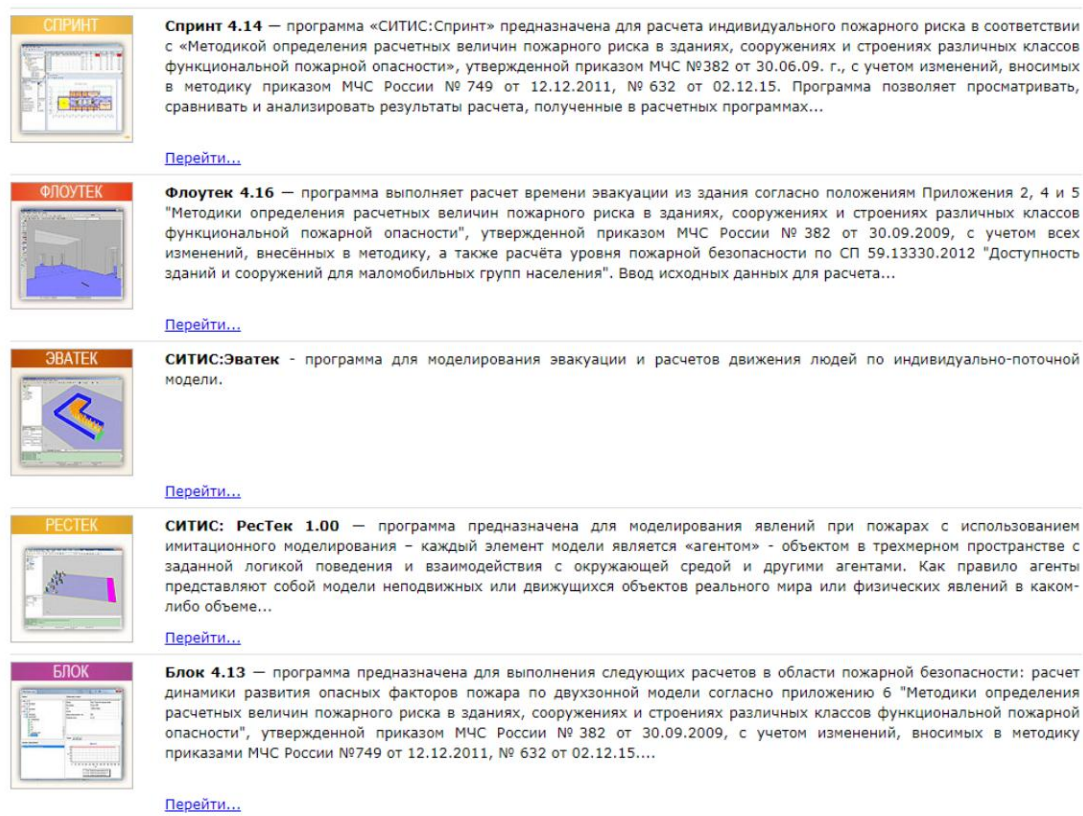 СПРИНТ
Спринт 4.14 — программа «СИТИС:Спринт» предназначена для расчета индивидуального пожарного риска в соответствии
с «Методикой определения расчетных величин пожарного риска в зданиях, сооружениях и строениях различных классов
функциональной пожарной опасности», утвержденной приказом МЧС №382 от 30.06.09. г., с учетом изменений, вносимых
в методику приказом МЧС России № 749 от 12.12.2011, № 632 от 02.12.15. Программа позволяет просматривать,
сравнивать и анализировать результаты расчета, полученные в расчетных программах...
Перейти...
ФЛОУТЕК
Флоутек 4.16 — программа выполняет расчет времени эвакуации из здания согласно положениям Приложения 2, 4 и 5
"Методики определения расчетных величин пожарного риска в зданиях, сооружениях и строениях различных классов
функциональной пожарной опасности", утвержденной приказом МЧС России № 382 от 30.09.2009, с учетом всех
изменений, внесённых в методику, а также расчёта уровня пожарной безопасности по СП 59.13330.2012 "Доступность
зданий и сооружений для маломобильных групп населения". Ввод исходных данных для расчета...
Перейти...
ЭВАТЕК
СИТИС:Эватек - программа для моделирования эвакуации и расчетов движения людей по индивидуально-поточной
модели.
Перейти...
РЕСТЕК
СИТИС: РесТек 1.00 — программа предназначена для моделирования явлений при пожарах с использованием
имитационного моделирования – каждый элемент модели является «агентом» - объектом в трехмерном пространстве с
заданной логикой поведения и взаимодействия с окружающей средой и другими агентами. Как правило агенты
представляют собой модели неподвижных или движущихся объектов реального мира или физических явлений в каком-
либо объеме...
Перейти...
БЛОК
Блок 4.13 — программа предназначена для выполнения следующих расчетов в области пожарной безопасности: расчет
динамики развития опасных факторов пожара по двухзонной модели согласно приложению 6 "Методики определения
расчетных величин пожарного риска в зданиях, сооружениях и строениях различных классов функциональной пожарной
опасности", утвержденной приказом МЧС России № 382 от 30.09.2009, с учетом изменений, вносимых в методику
приказами МЧС России №749 от 12.12.2011, № 632 от 02.12.15....
Перейти...